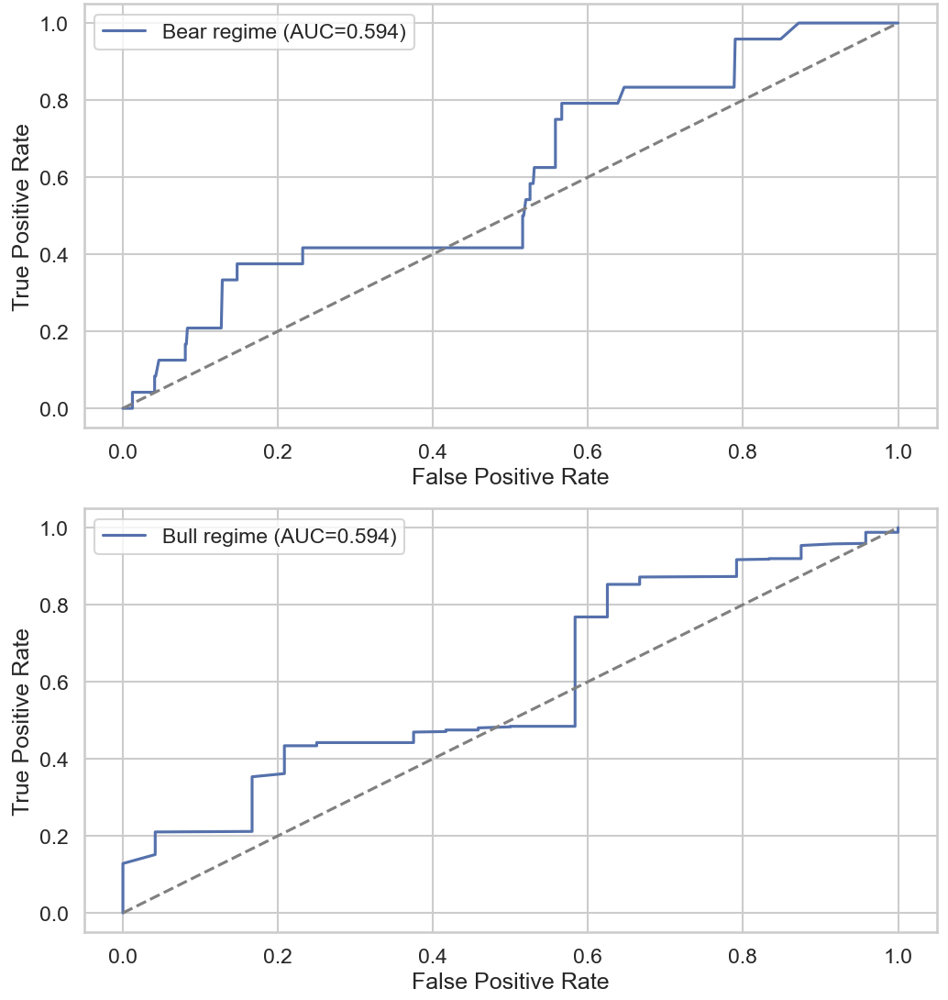 Bear regime (AUC=0.594)
1.0
0.8
0.6
0.4
0.2
0.0
True Positive Rate
0.0 0.2 0.4 0.6 0.8 1.0
False Positive Rate
Bull regime (AUC=0.594)
1.0
0.8
0.6
0.4
0.2
0.0
True Positive Rate
0.0 0.2 0.4 0.6 0.8 1.0
False Positive Rate